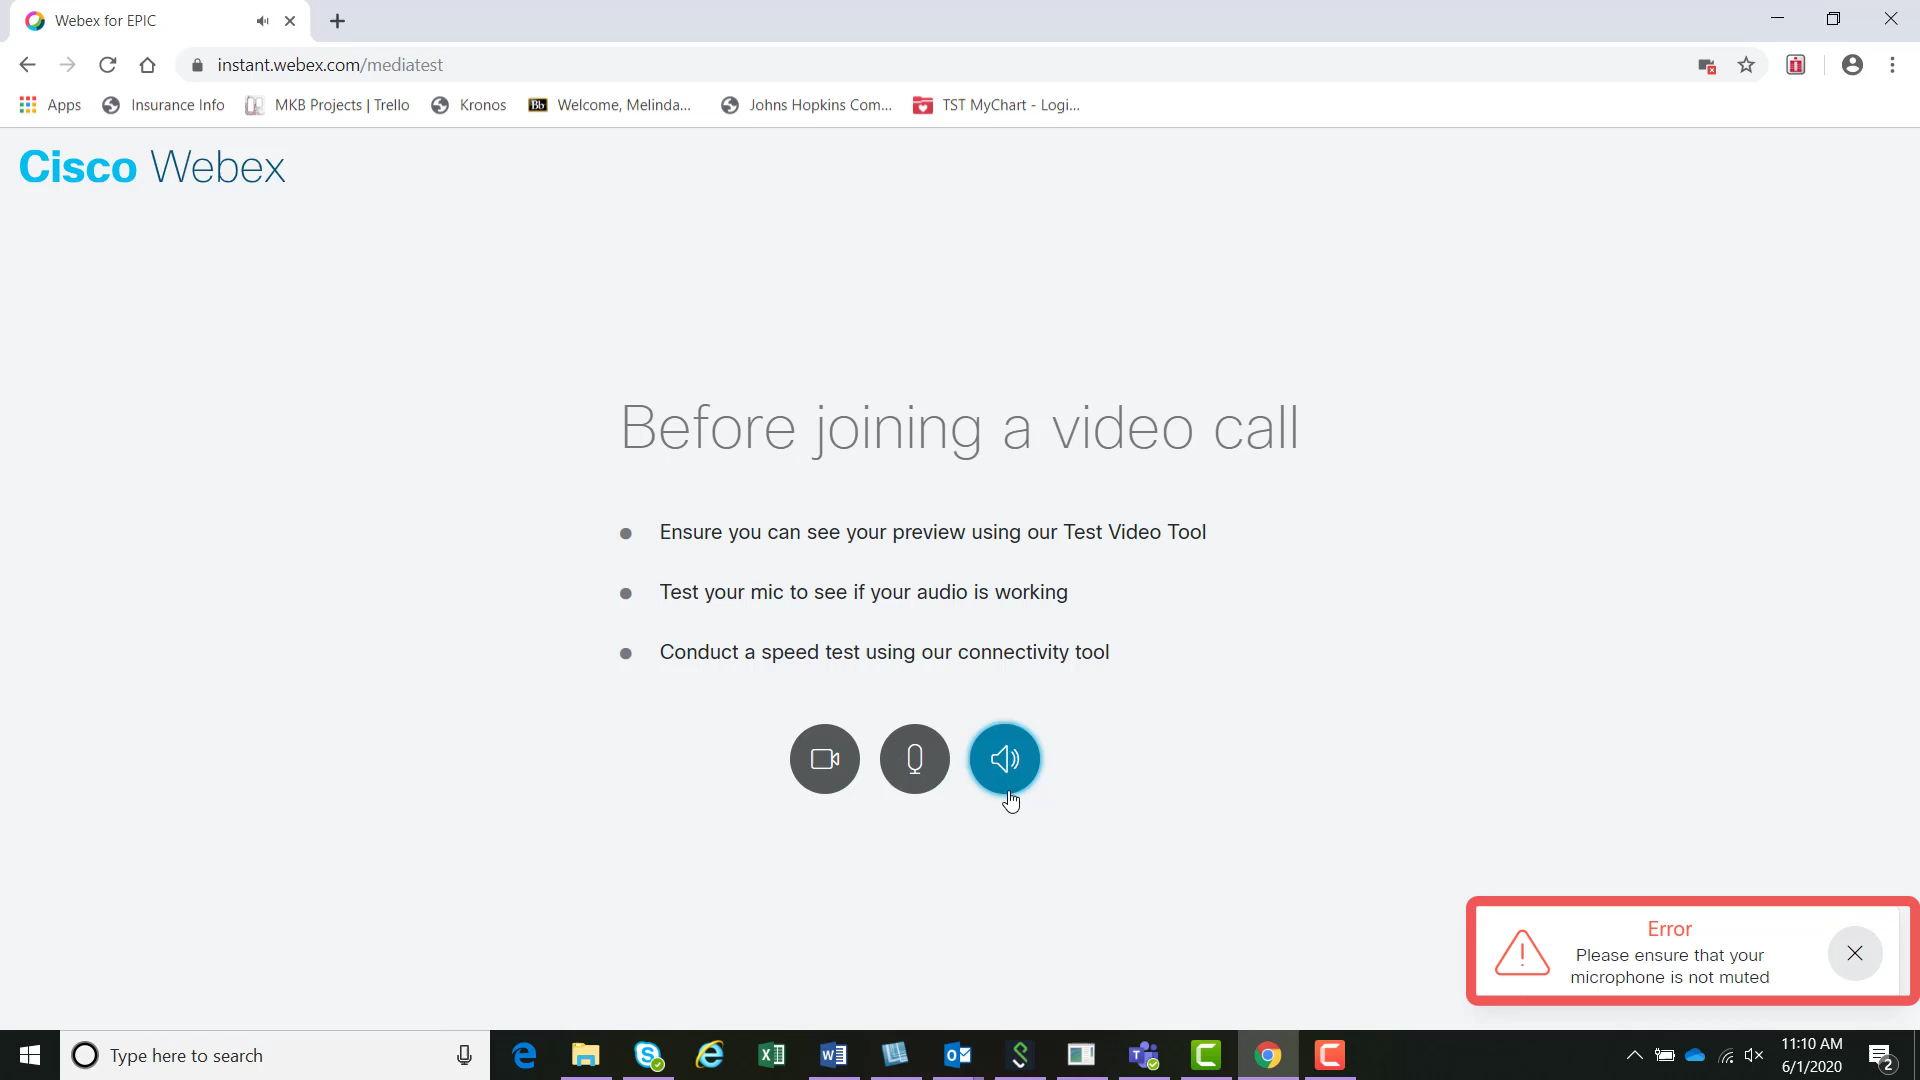 Webex for EPIC
instant.webex.com/mediatest
Apps
Insurance Info
MKB Projects | Trello
Kronos
Bb
Welcome, Melinda...
Johns Hopkins Com...
TST MyChart - Logi...
Cisco Webex
Before joining a video call
Ensure you can see your preview using our Test Video Tool
Test your mic to see if your audio is working
Conduct a speed test using our connectivity tool
Error
Please ensure that your
microphone is not muted
Type here to search
11:10 AM
6/1/2020
2